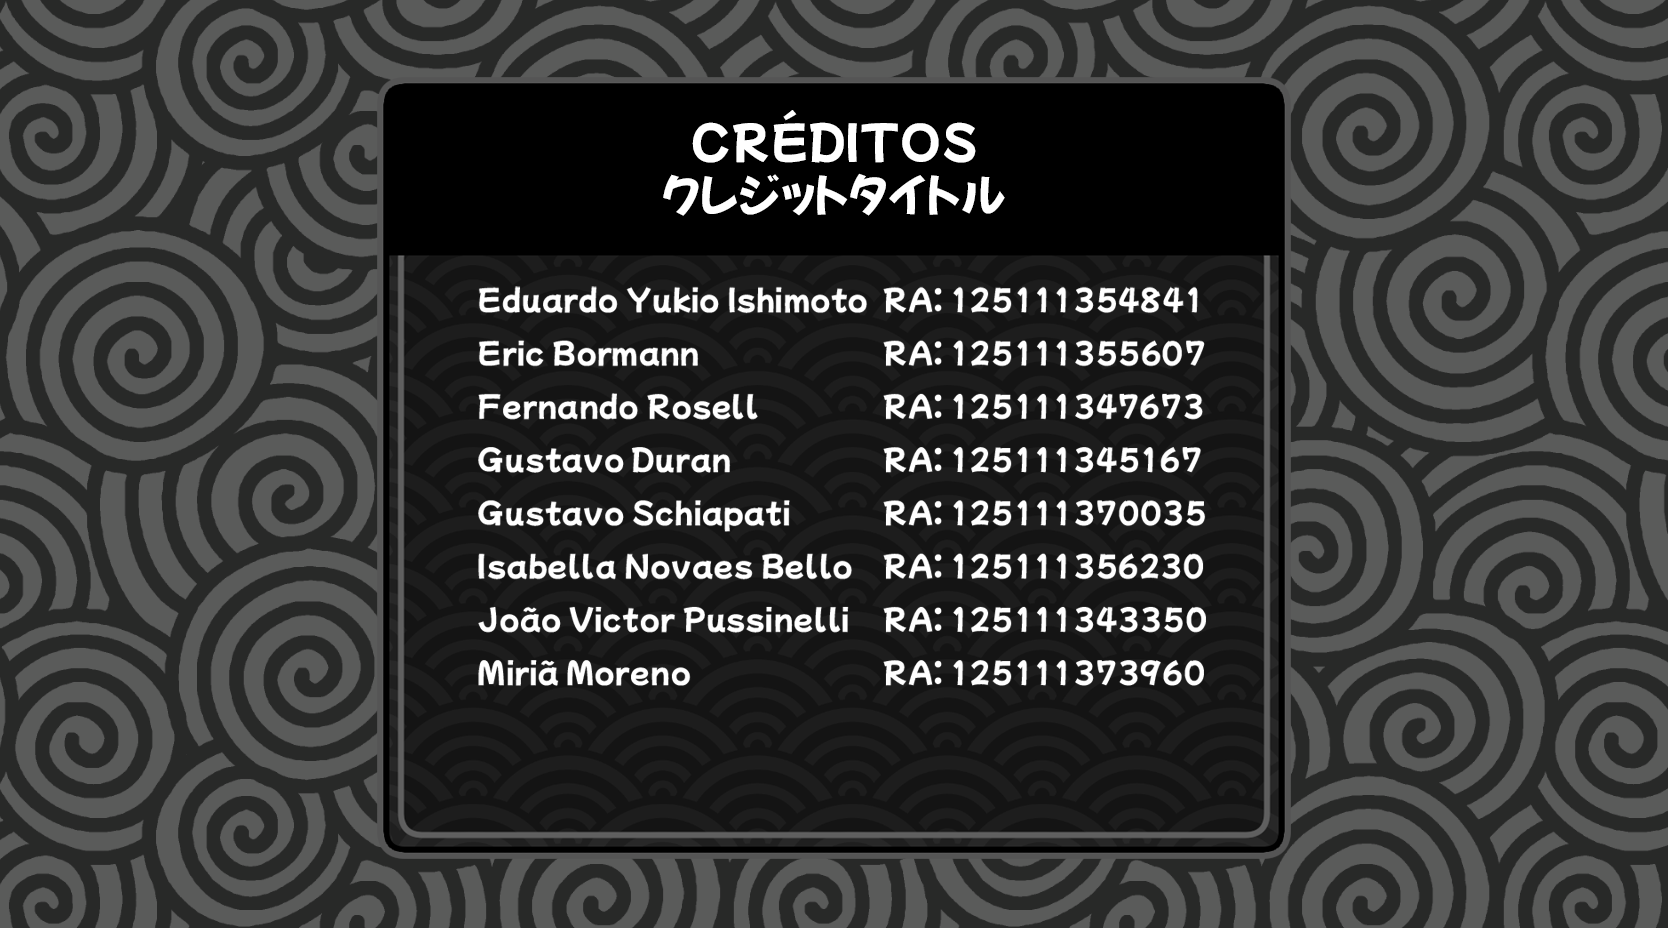 CRÉDITOS
クレジットタイトル
Eduardo Yukio Ishimoto RA: 125111354841
Eric Bormann RA: 125111355607
Fernando Rosell RA: 125111347673
Gustavo Duran RA: 125111345167
Gustavo Schiapati RA: 125111370035
Isabella Novaes Bello RA: 125111356230
João Victor Pussinelli RA: 125111343350
Miriã Moreno RA: 125111373960